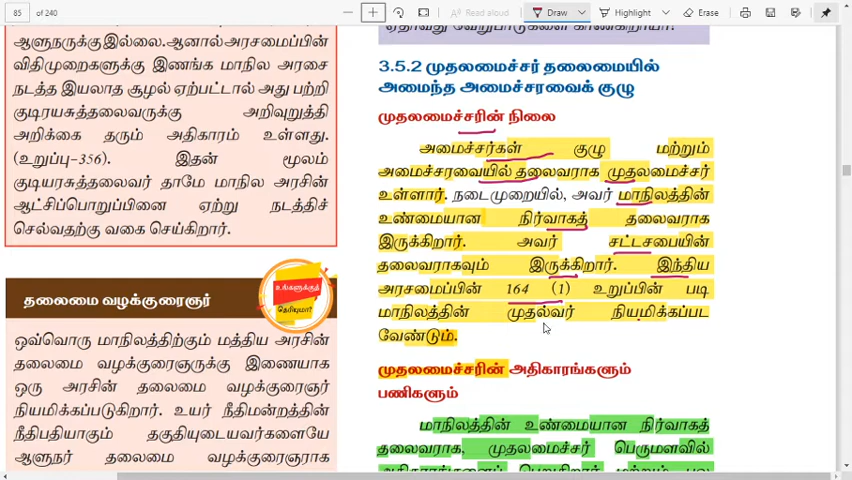 85
of 240
Read aloud
Draw
Highlight
Erase
ஆளுநருக்கு இல்லை.ஆனால் அரசமைப்பின்
விதிமுறைகளுக்கு இணங்க மாநில அரசை
நடத்த இயலாத சூழல் ஏற்பட்டால் அது பற்றி
குடியரசுத்தலைவருக்கு அறிவுறுத்தி
அறிக்கை தரும் அதிகாரம் உள்ளது.
(உறுப்பு-356). இதன் மூலம்
குடியரசுத்தலைவர் தாமே மாநில அரசின்
ஆட்சிப்பொறுப்பினை ஏற்று நடத்திச்
செல்வதற்கு வகை செய்கிறார்.
தலைமை வழக்குரைஞர்
உங்களுக்குத்
தெரியுமா?
ஒவ்வொரு மாநிலத்திற்கும் மத்திய அரசின்
தலைமை வழக்குரைஞருக்கு இணையாக
ஒரு அரசின் தலைமை வழக்குரைஞர்
நியமிக்கப்படுகிறார். உயர் நீதிமன்றத்தின்
நீதிபதியாகும் தகுதியுடையவர்களையே
ஆளுநர் தலைமை வழக்குரைஞராக
ஏதாவது வேறுபாடுகளை காண்கிறாயா?
3.5.2 முதலமைச்சர் தலைமையில்
அமைந்த அமைச்சரவைக் குழு
முதலமைச்சரின் நிலை
அமைச்சர்கள் குழு மற்றும்
அமைச்சரவையில் தலைவராக முதலமைச்சர்
உள்ளார். நடைமுறையில், அவர் மாநிலத்தின்
உண்மையான நிர்வாகத் தலைவராக
இருக்கிறார். அவர் சட்டசபையின்
தலைவராகவும் இருக்கிறார். இந்திய
அரசமைப்பின் 164 (1) உறுப்பின் படி
மாநிலத்தின் முதல்வர் நியமிக்கப்பட
வேண்டும்.
முதலமைச்சரின் அதிகாரங்களும்
பணிகளும்
மாநிலத்தின் உண்மையான நிர்வாகத்
தலைவராக, முதலமைச்சர் பெருமளவில்